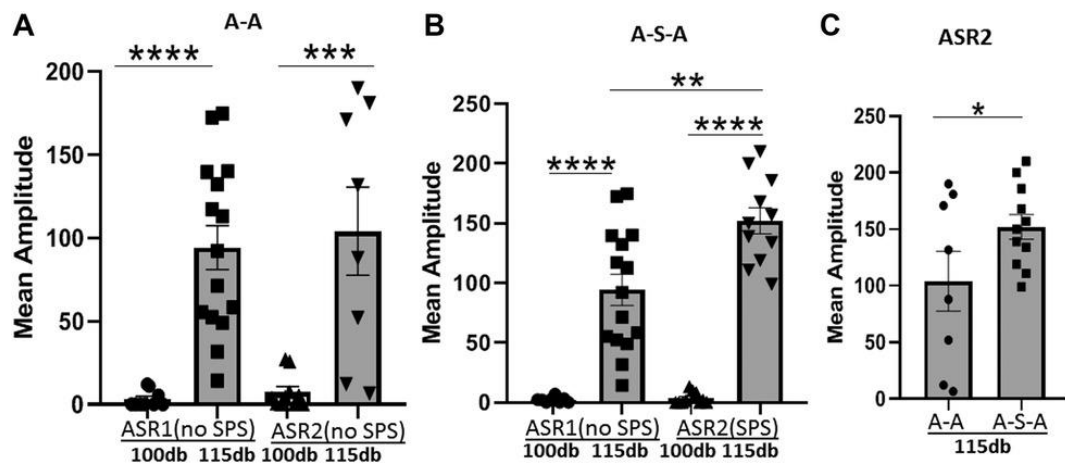 A
A-A
****
***
Mean Amplitude
200
150
100
50
0
ASR1(no SPS) ASR2(no SPS)
100db 115db 100db 115db
B
A-S-A
**
****
****
Mean Amplitude
250
200
150
100
50
0
ASR1(no SPS) ASR2(SPS)
100db 115db 100db 115db
C
ASR2
*
Mean Amplitude
250
200
150
100
50
0
A-A A-S-A
115db